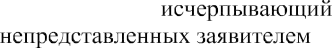 исчерпывающий
непредставленных заявителем